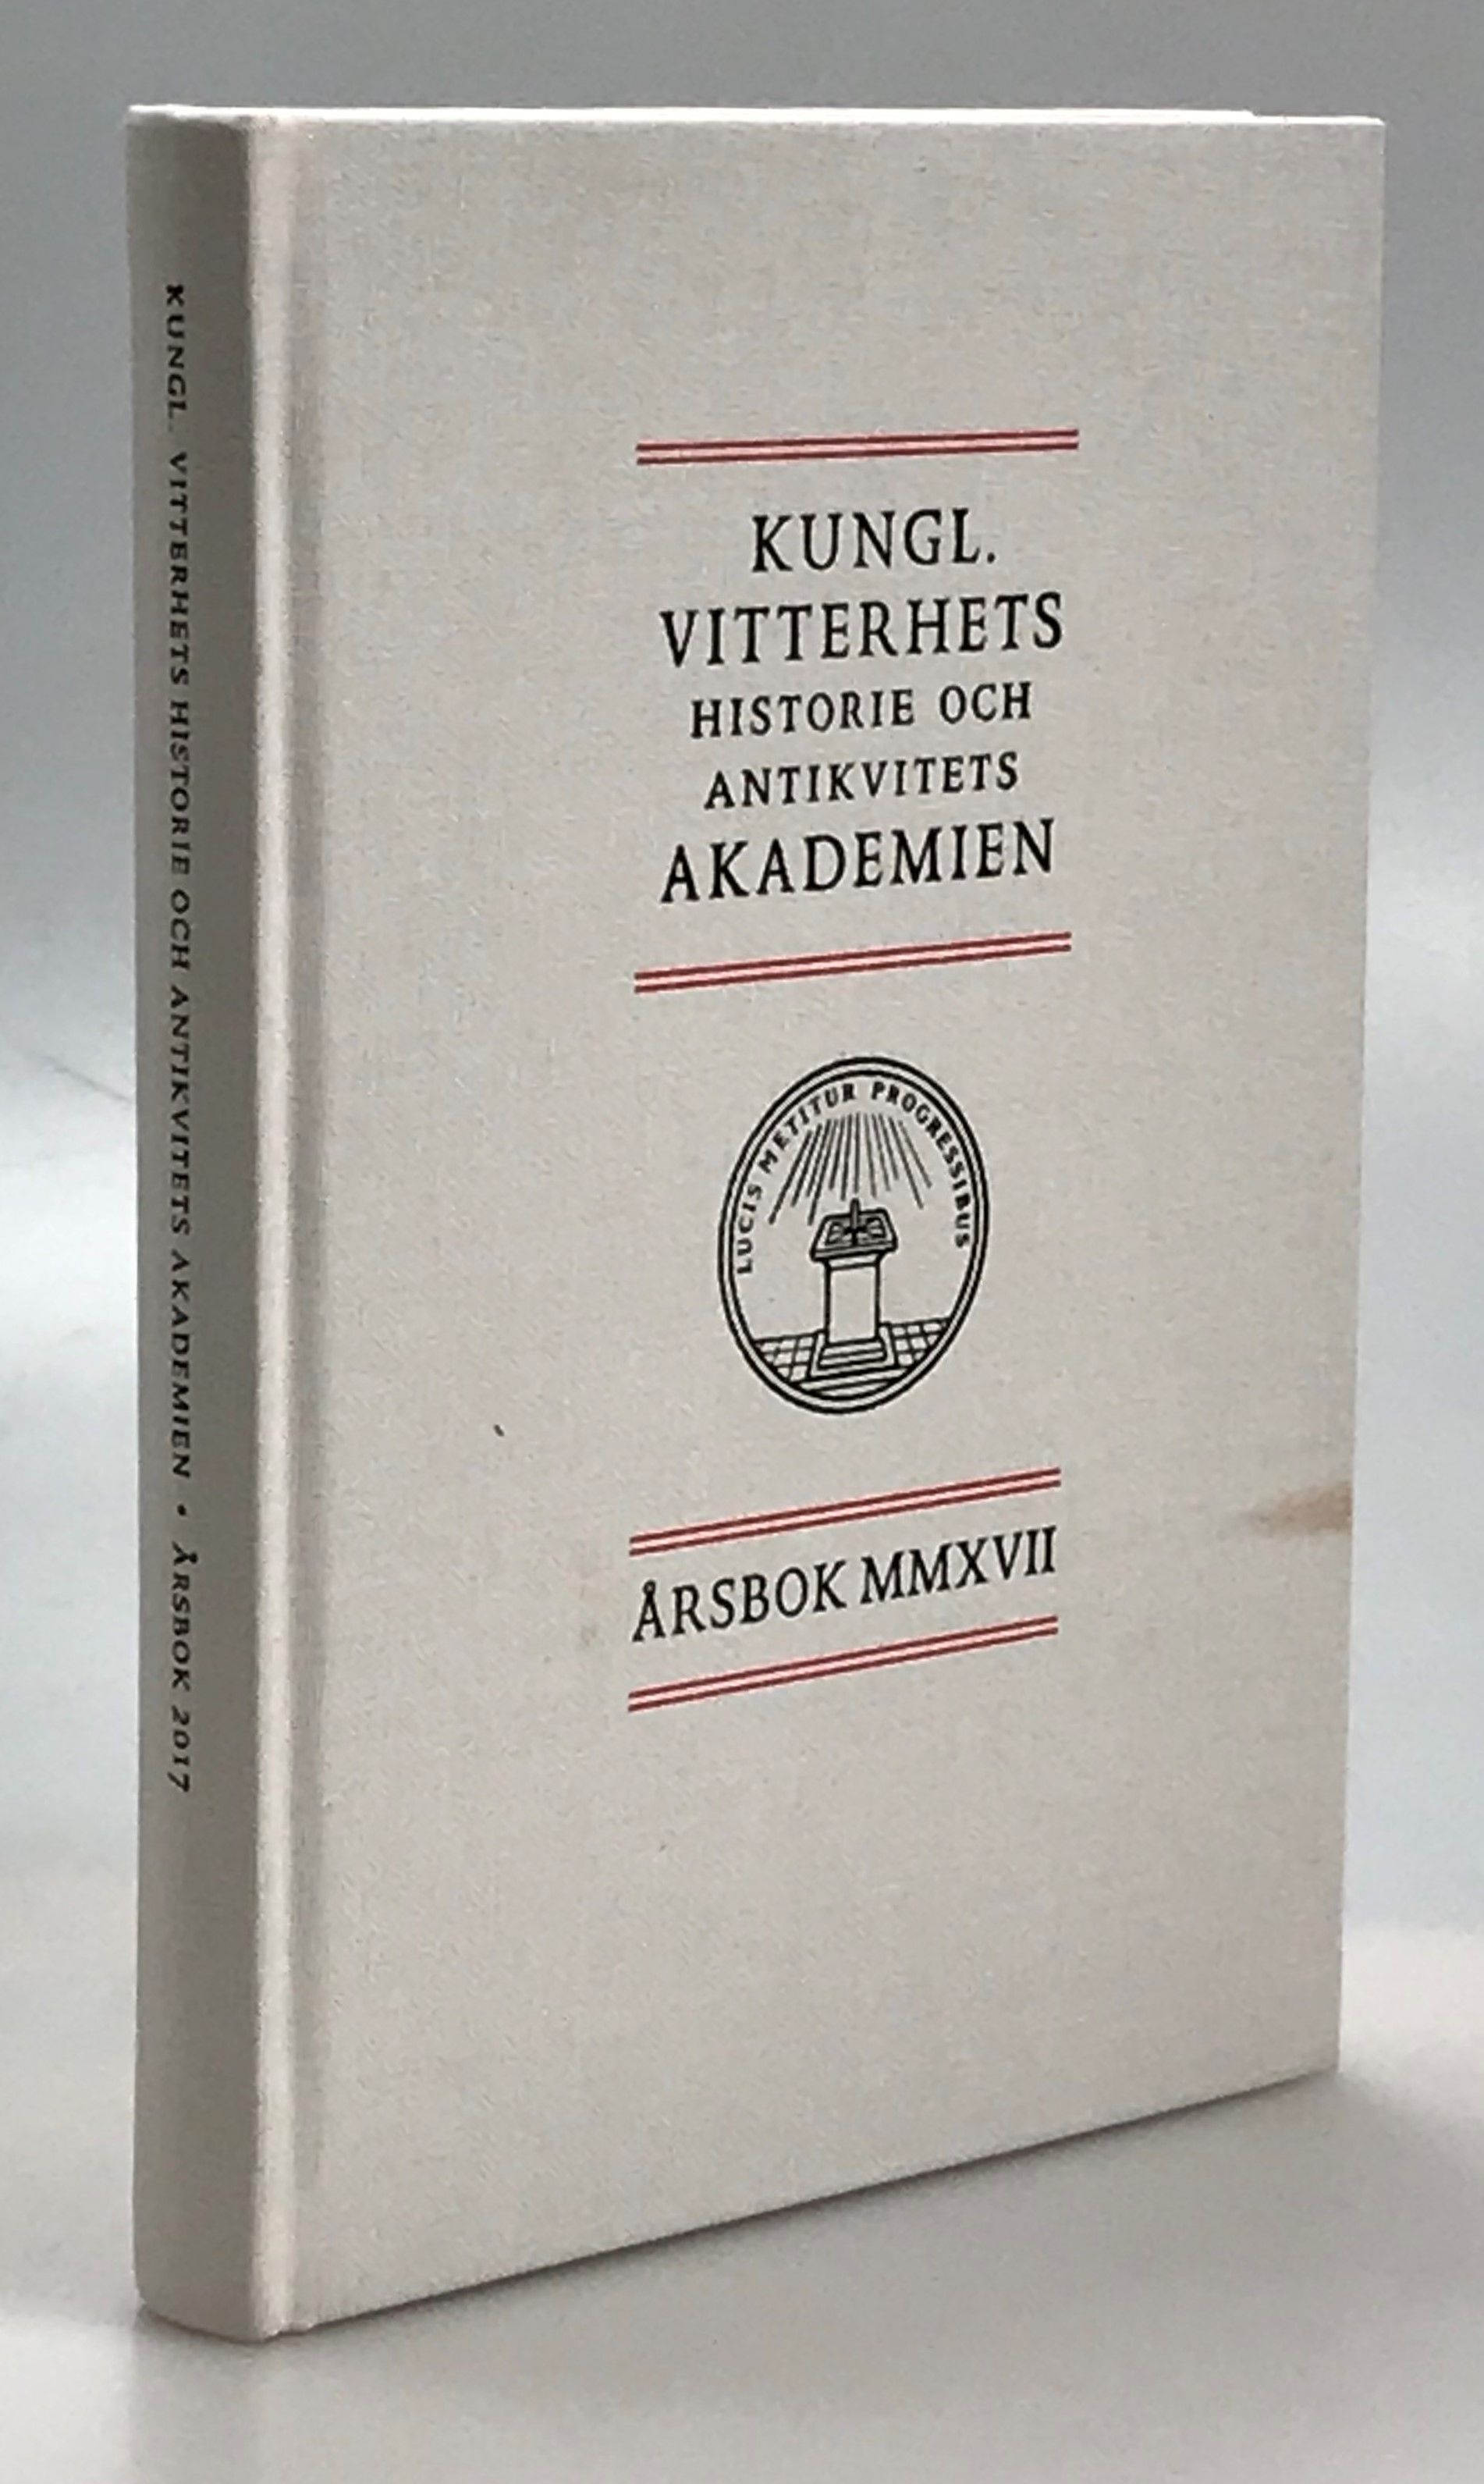 KUNGL. VITTERHETS HISTORIE OCH ANTIKVITETS AKADEMIEN • ÅRSBOK 2017
KUNGL.
VITTERHETS
HISTORIE OCH
ANTIKVITETS
AKADEMIEN
LUCIS METITUR PROGRESSIBUS
ÅRSBOK MMXVII